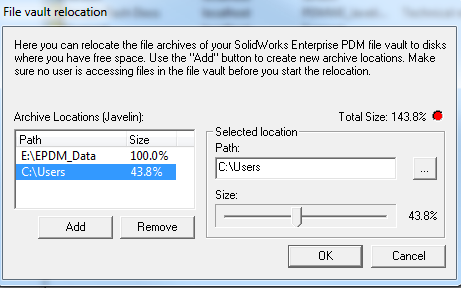 File vault relocation
Here you can relocate the file archives of your SolidWorks Enterprise PDM file vault to disks
where you have free space. Use the "Add" button to create new archive locations. Make
sure no user is accessing files in the file vault before you start the relocation.
Archive Locations (Javelin):
Total Size: 143.8%
Path Size
E:\EPDM_Data 100.0%
C:\Users 43.8%
Selected location
Path:
C:\Users
...
Size:
43.8%
Add
Remove
OK
Cancel